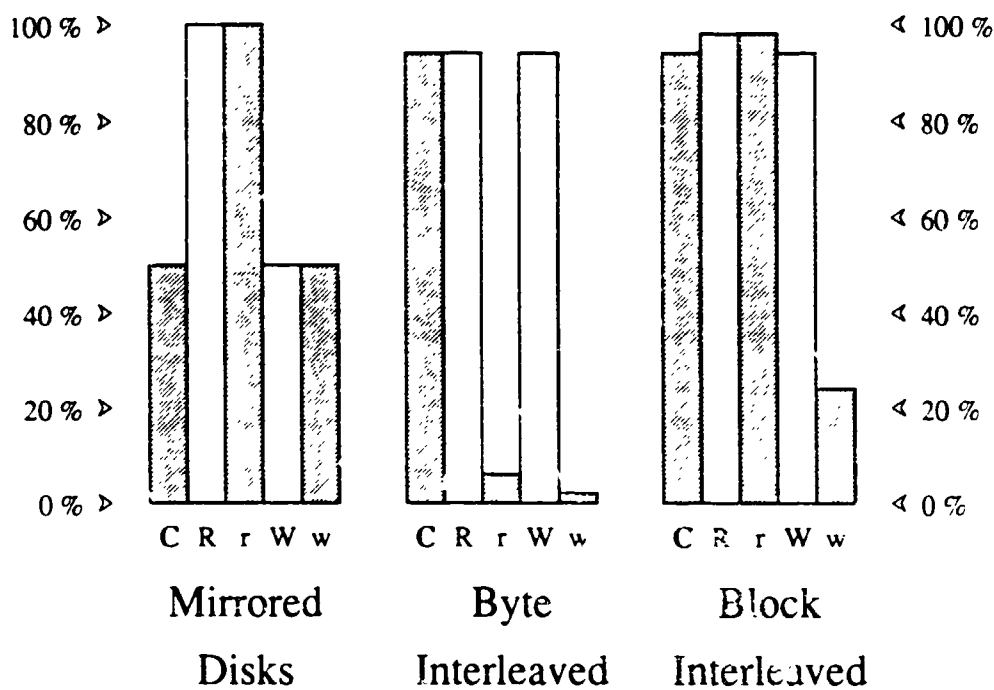 100 %
80 %
60 %
40 %
20 %
0 %
100 %
80 %
60 %
40 %
20 %
0 %
C R r W w
C R r W w
C R r W w
Mirrored
Disks
Byte
Interleaved
Block
Interleaved